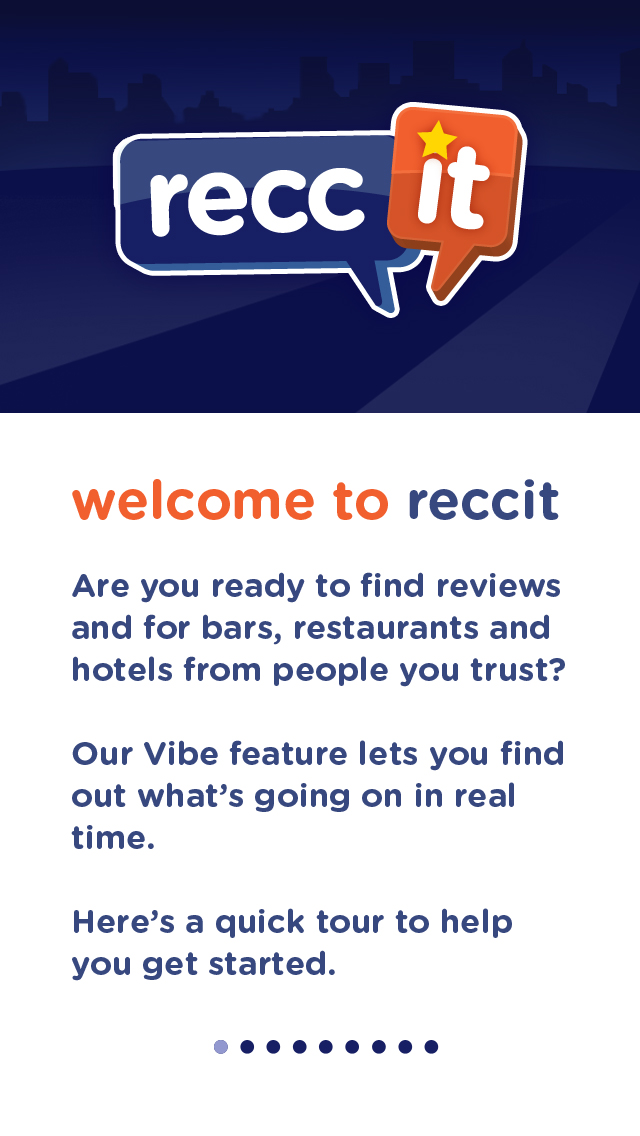 recc it
welcome to reccit
Are you ready to find reviews
and for bars, restaurants and
hotels from people you trust?
Our Vibe feature lets you find
out what’s going on in real
time.
Here’s a quick tour to help
you get started.